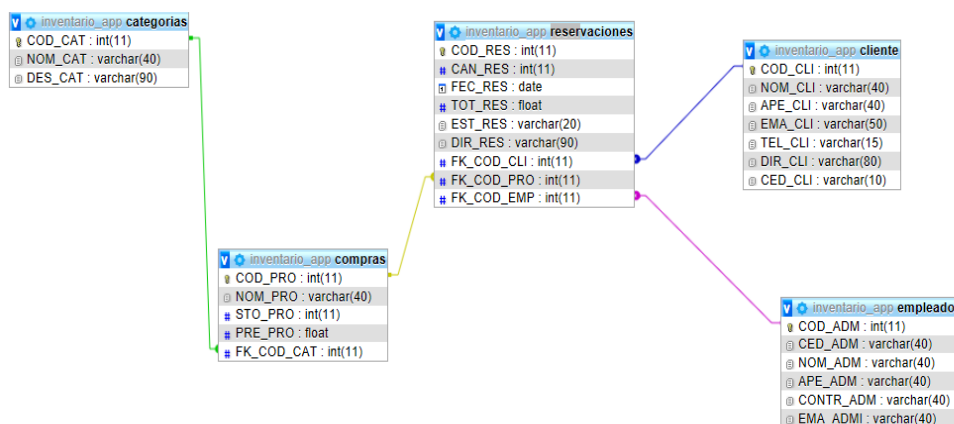 inventario_app categorias
COD_CAT : int(11)
NOM_CAT : varchar(40)
DES_CAT : varchar(90)
inventario_app reservaciones
COD_RES : int(11)
CAN_RES : int(11)
FEC_RES : date
TOT_RES : float
EST_RES : varchar(20)
DIR_RES : varchar(90)
FK_COD_CLI : int(11)
FK_COD_PRO : int(11)
FK_COD_EMP : int(11)
inventario_app cliente
COD_CLI : int(11)
NOM_CLI : varchar(40)
APE_CLI : varchar(40)
EMA_CLI : varchar(50)
TEL_CLI : varchar(15)
DIR_CLI : varchar(80)
CED_CLI : varchar(10)
inventario_app compras
COD_PRO : int(11)
NOM_PRO : varchar(40)
STO_PRO : int(11)
PRE_PRO : float
FK_COD_CAT : int(11)
inventario_app empleado
COD_ADM : int(11)
CED_ADM : varchar(40)
NOM_ADM : varchar(40)
APE_ADM : varchar(40)
CONTR_ADM : varchar(40)
EMA_ADMI : varchar(40)